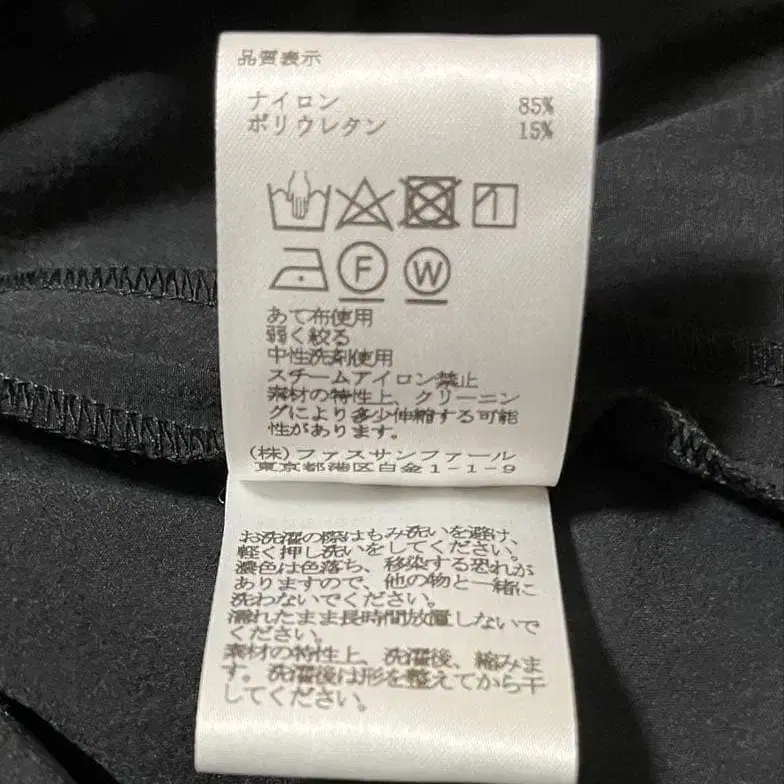 品質表示
ナイロン 85%
ポリウレタン 15%
F W
あて布使用
弱く絞る
中性洗剤使用
スチームアイロン禁止
素材の特性上、クリーニン
グにより多少伸縮する可能
性があります。
(株)ファスサンファール
東京都港区白金1-1-9
お洗濯の際はもみ洗いを避け、
軽く押し洗いをしてください。
濃色は色落ち、移染する恐れが
ありますので、他の物と一緒に
洗わないでください。
濡れたまま長時間放置しないで
ください。
素材の特性上、洗濯後、縮みま
す。洗濯後は形を整えてから干
してください。